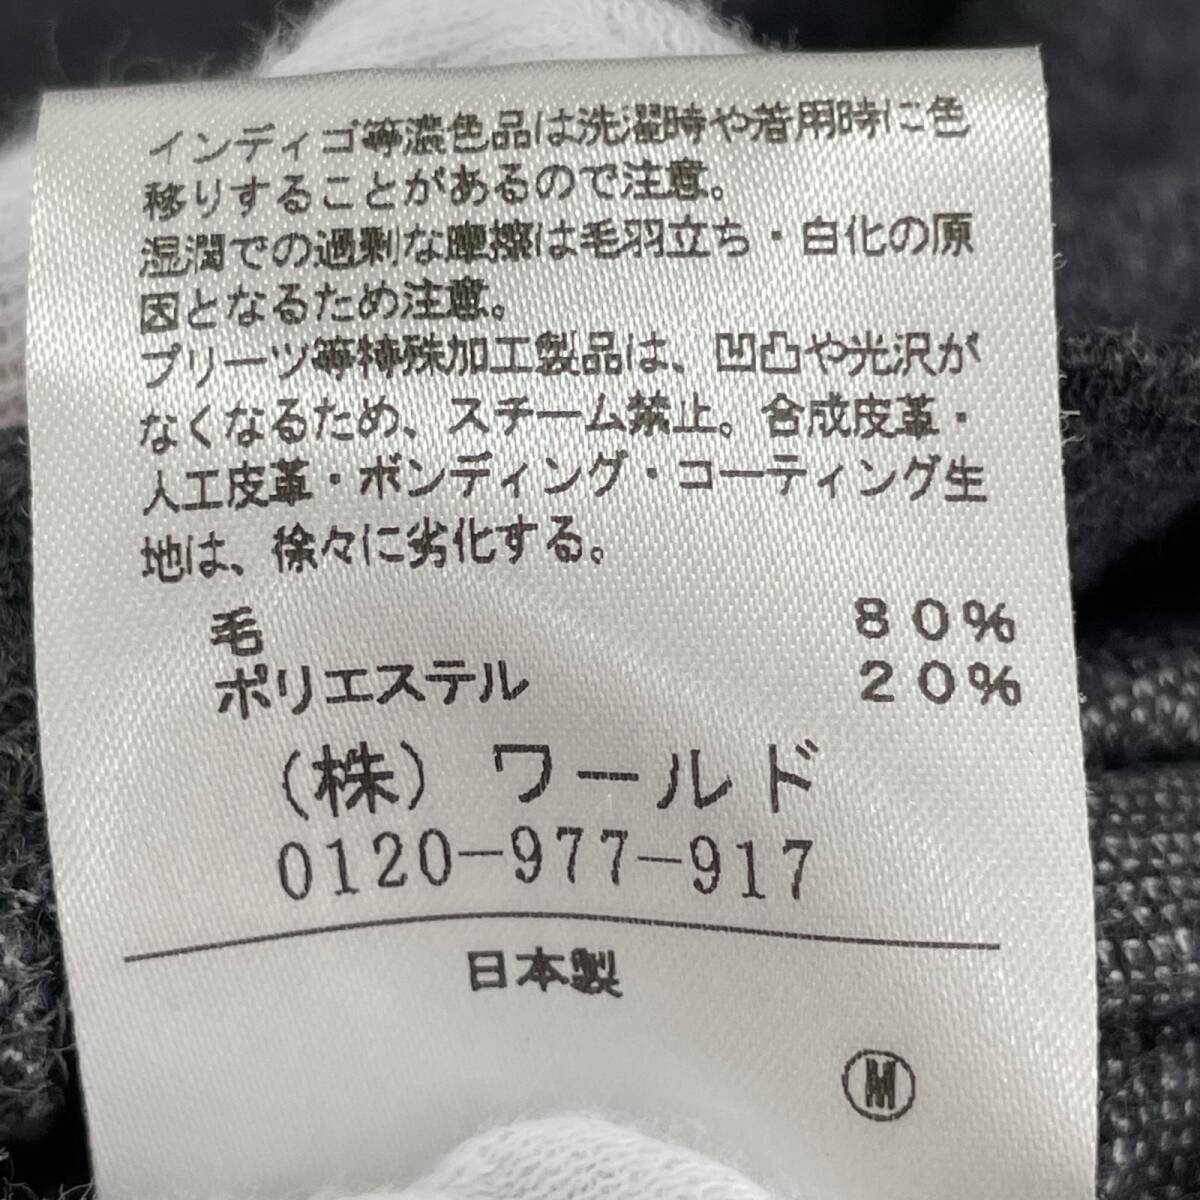 インディゴ等濃色品は洗濯時や着用時に色
移りすることがあるので注意。
湿潤での過剰な摩擦は毛羽立ち・白化の原
因となるため注意。
プリーツ等特殊加工製品は、凹凸や光沢が
なくなるため、スチーム禁止。合成皮革・
人工皮革・ボンディング・コーティング生
地は、徐々に劣化する。
毛 80%
ポリエステル 20%
(株) ワールド
0120-977-917
日本製
M